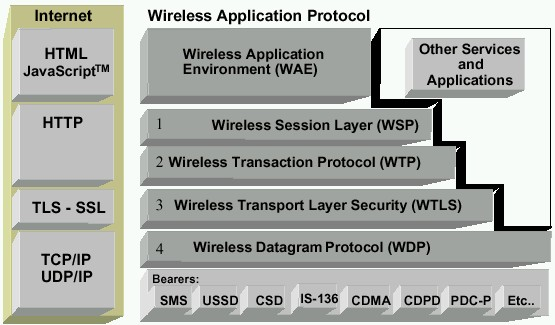 Internet
Wireless Application Protocol
HTML
JavaScript™
Wireless Application
Environment (WAE)
Other Services
and
Applications
HTTP
1 Wireless Session Layer (WSP)
2 Wireless Transaction Protocol (WTP)
TLS - SSL
3 Wireless Transport Layer Security (WTLS)
TCP/IP
UDP/IP
4 Wireless Datagram Protocol (WDP)
Bearers:
SMS USSD CSD IS-136 CDMA CDPD PDC-P Etc..